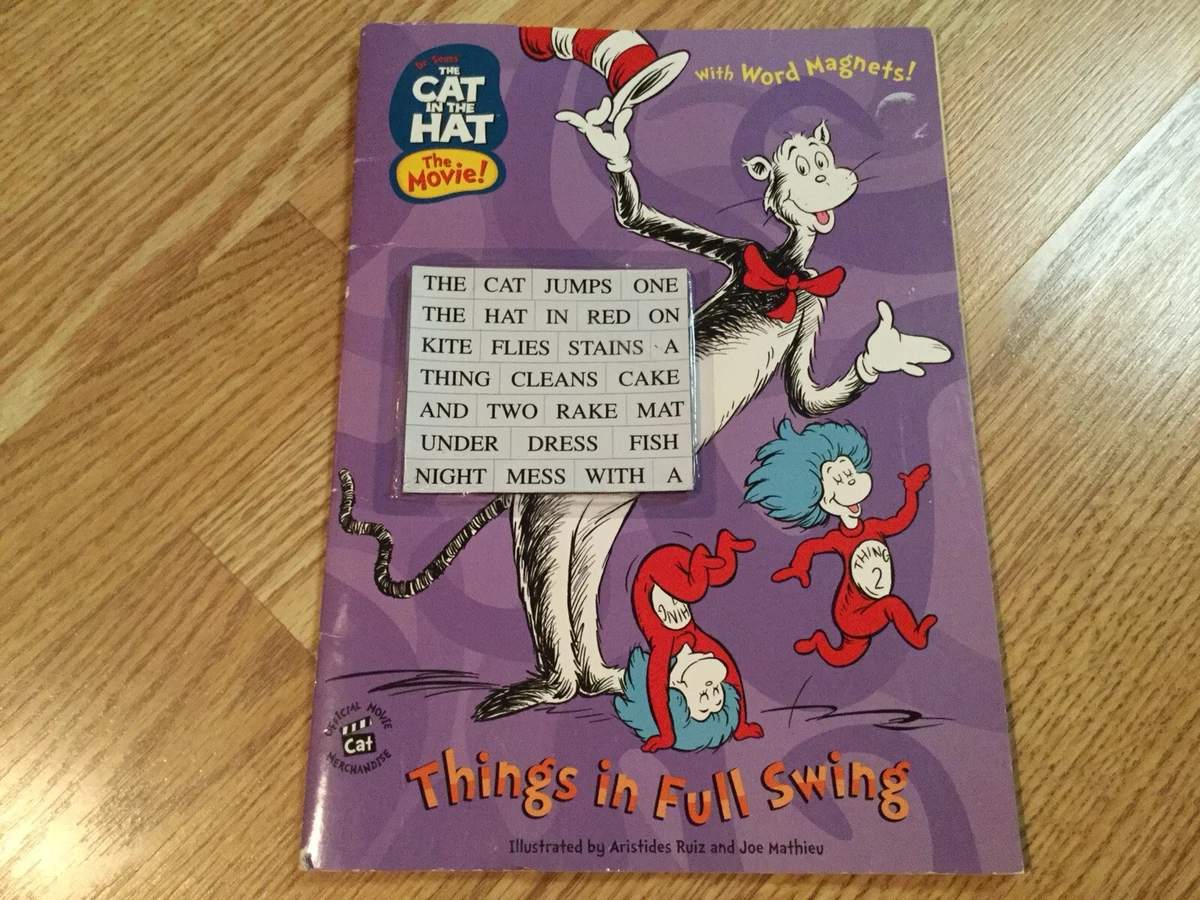 Dr. Seuss'
THE
CAT
IN THE
HAT
The
Movie!
With Word Magnets!
THE CAT JUMPS ONE
THE HAT IN RED ON
KITE FLIES STAINS A
THING CLEANS CAKE
AND TWO RAKE MAT
UNDER DRESS FISH
NIGHT MESS WITH A
THING
2
THING
OFFICIAL MOVIE
Cat
MERCHANDISE
Things in Full Swing
Illustrated by Aristides Ruiz and Joe Mathieu